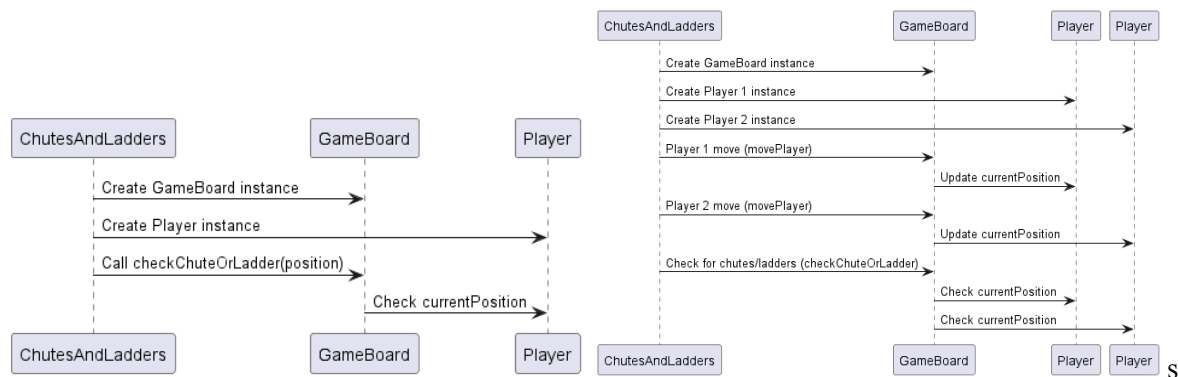 ChutesAndLadders GameBoard Player
Create GameBoard instance
Create Player instance
Call checkChuteOrLadder(position)
Check currentPosition
ChutesAndLadders GameBoard Player
ChutesAndLadders GameBoard Player Player
Create GameBoard instance
Create Player 1 instance
Create Player 2 instance
Player 1 move (movePlayer)
Update currentPosition
Player 2 move (movePlayer)
Update currentPosition
Check for chutes/ladders (checkChuteOrLadder)
Check currentPosition
Check currentPosition
ChutesAndLadders GameBoard Player Player
s